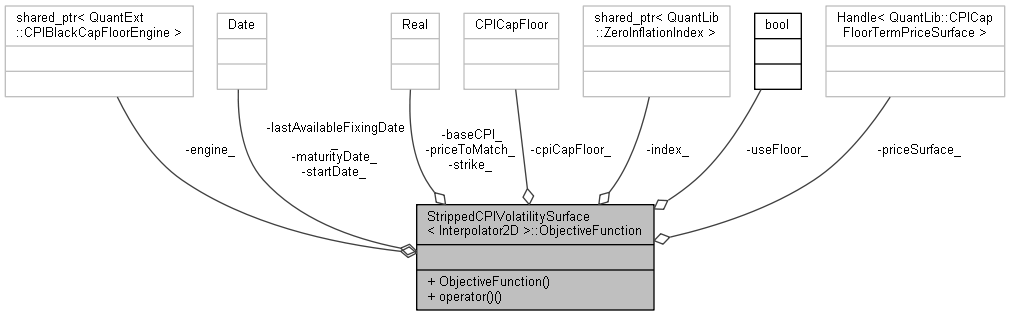 shared_ptr< QuantExt
::CPIBlackCapFloorEngine >
Date
Real
CPICapFloor
shared_ptr< QuantLib
::ZeroInflationIndex >
bool
Handle< QuantLib::CPICap
FloorTermPriceSurface >
-engine_
-lastAvailableFixingDate
_
-maturityDate_
-startDate_
-baseCPI_
-priceToMatch_
-strike_
-cpiCapFloor_
-index_
-useFloor_
-priceSurface_
StrippedCPIVolatilitySurface
< Interpolator2D >::ObjectiveFunction
+ ObjectiveFunction()
+ operator()()